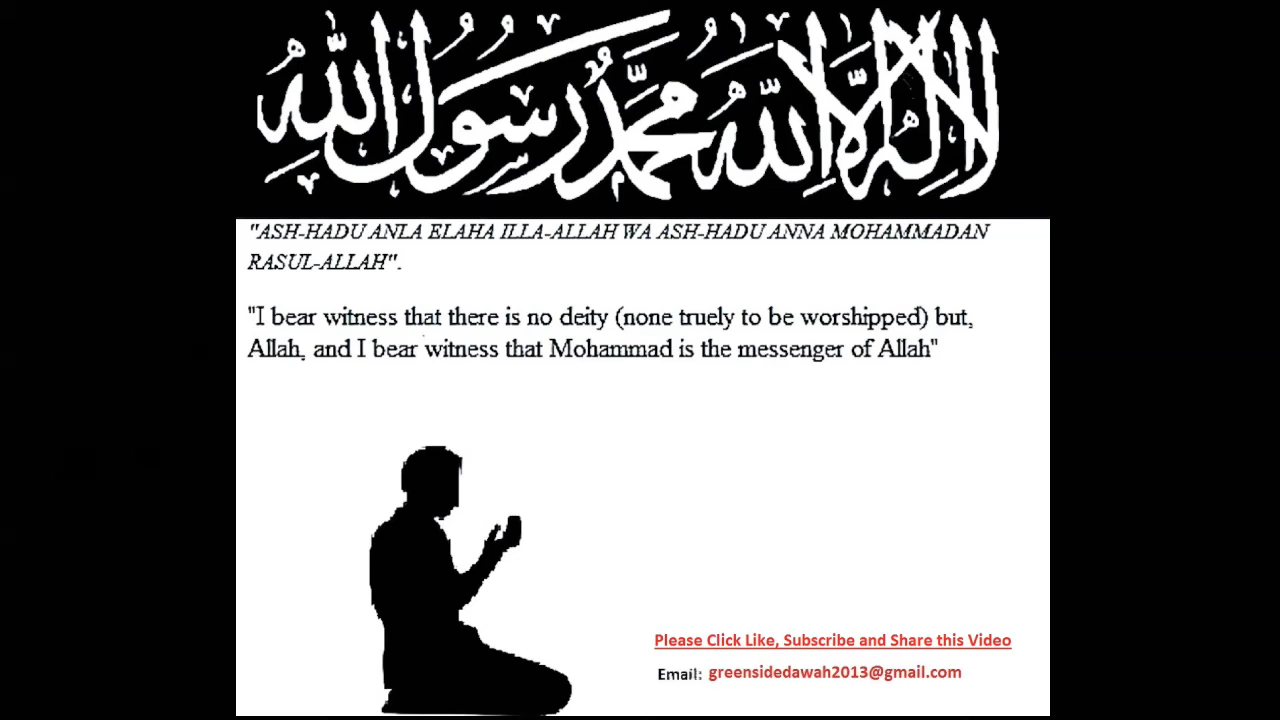 لا إله إلا الله محمد رسول الله
"ASH-HADU ANLA ELAHA ILLA-ALLAH WA ASH-HADU ANNA MOHAMMADAN
RASUL-ALLAH".
"I bear witness that there is no deity (none truely to be worshipped) but,
Allah, and I bear witness that Mohammad is the messenger of Allah"
Please Click Like, Subscribe and Share this Video
Email: greensidedawah2013@gmail.com